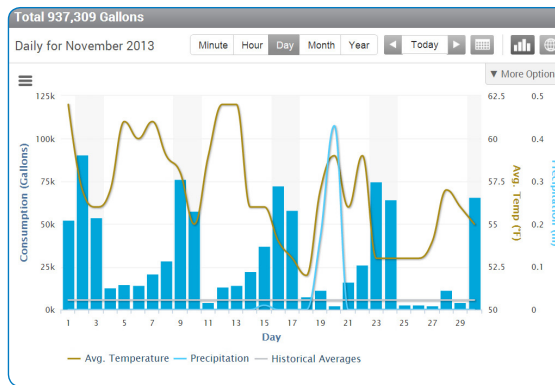 Total 937,309 Gallons
Daily for November 2013
Minute Hour Day Month Year Today
▼ More Option
125k
100k
75k
50k
25k
0k
Consumption (Gallons)
62.5
60
57.5
55
52.5
50
Avg. Temp (°F)
0.5
0.4
0.3
0.2
0.1
0
Precipitation (in)
1 3 5 7 9 11 13 15 17 19 21 23 25 27 29
Day
Avg. Temperature Precipitation Historical Averages